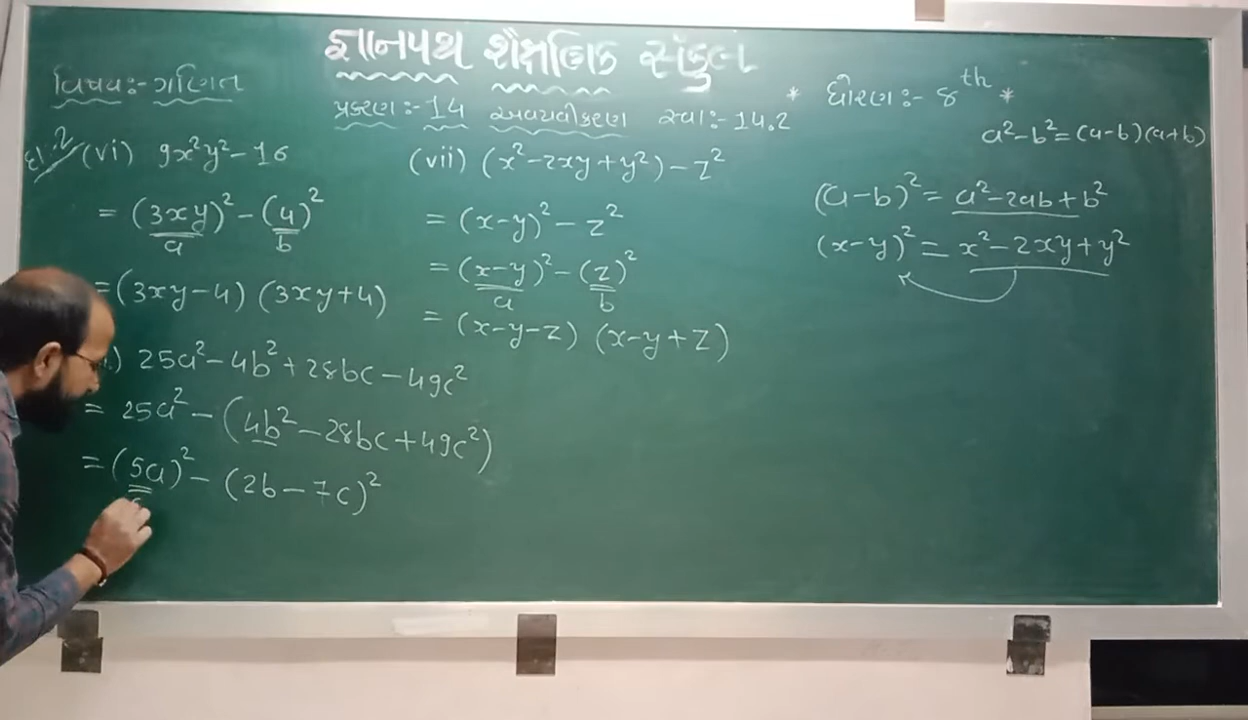 જ્ઞાનપથ શૈક્ષણિક સંકુલ
વિષય:- ગણિત
* ધોરણ:- 8th *
પ્રકરણ:- 14 અવયવીકરણ સ્વા:- 14.2
a²-b²=(a-b)(a+b)
દા.2 (vi) 9x²y²-16
= (3xy)²-(4)²
a b
=(3xy-4) (3xy+4)
(vii) (x²-2xy+y²)-z²
= (x-y)²-z²
= (x-y)²-(z)²
a b
= (x-y-z) (x-y+z)
(a-b)²= a²-2ab+b²
(x-y)²= x²-2xy+y²
.) 25a²-4b²+28bc-49c²
= 25a²-(4b²-28bc+49c²)
=(5a)²-(2b-7c)²